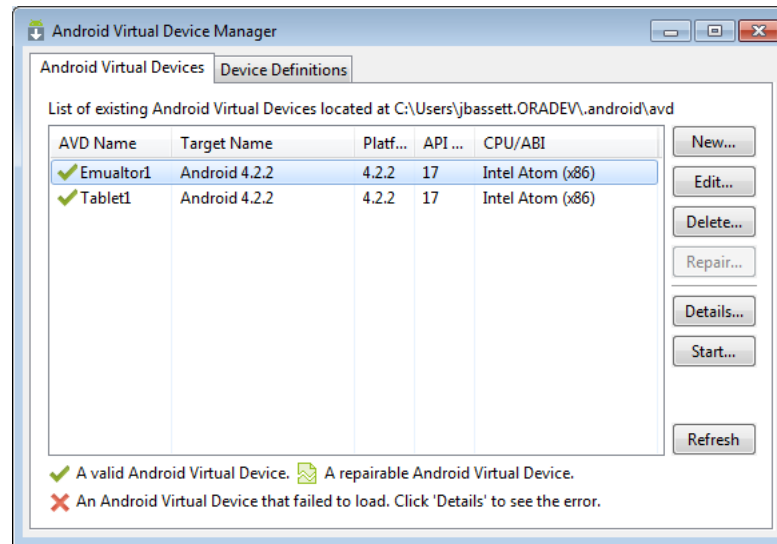 Android Virtual Device Manager
Android Virtual Devices Device Definitions
List of existing Android Virtual Devices located at C:\Users\jbassett.ORADEV\.android\avd
AVD Name Target Name Platf... API ... CPU/ABI
Emualtor1 Android 4.2.2 4.2.2 17 Intel Atom (x86)
Tablet1 Android 4.2.2 4.2.2 17 Intel Atom (x86)
New...
Edit...
Delete...
Repair...
Details...
Start...
Refresh
A valid Android Virtual Device. A repairable Android Virtual Device.
An Android Virtual Device that failed to load. Click 'Details' to see the error.